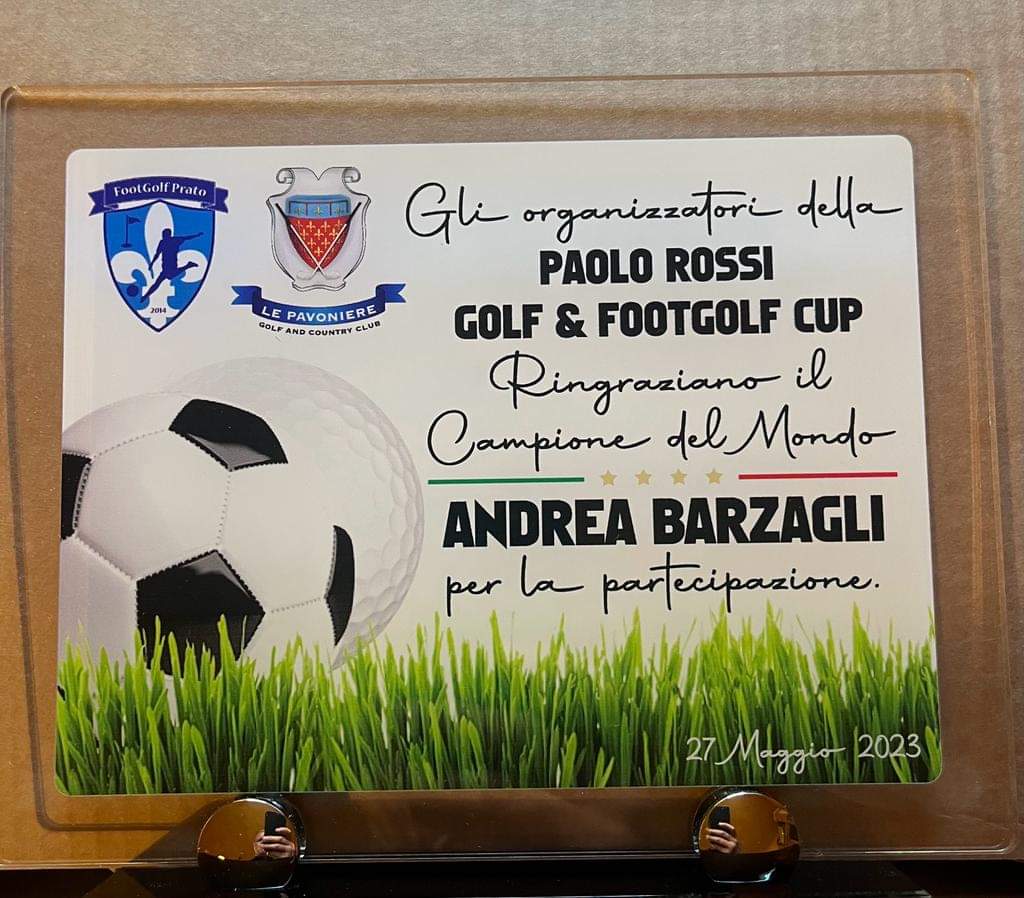 FootGolf Prato
2014
LE PAVONIERE
GOLF AND COUNTRY CLUB
Gli organizzatori della
PAOLO ROSSI
GOLF & FOOTGOLF CUP
Ringraziano il
Campione del Mondo
ANDREA BARZAGLI
per la partecipazione.
27 Maggio 2023